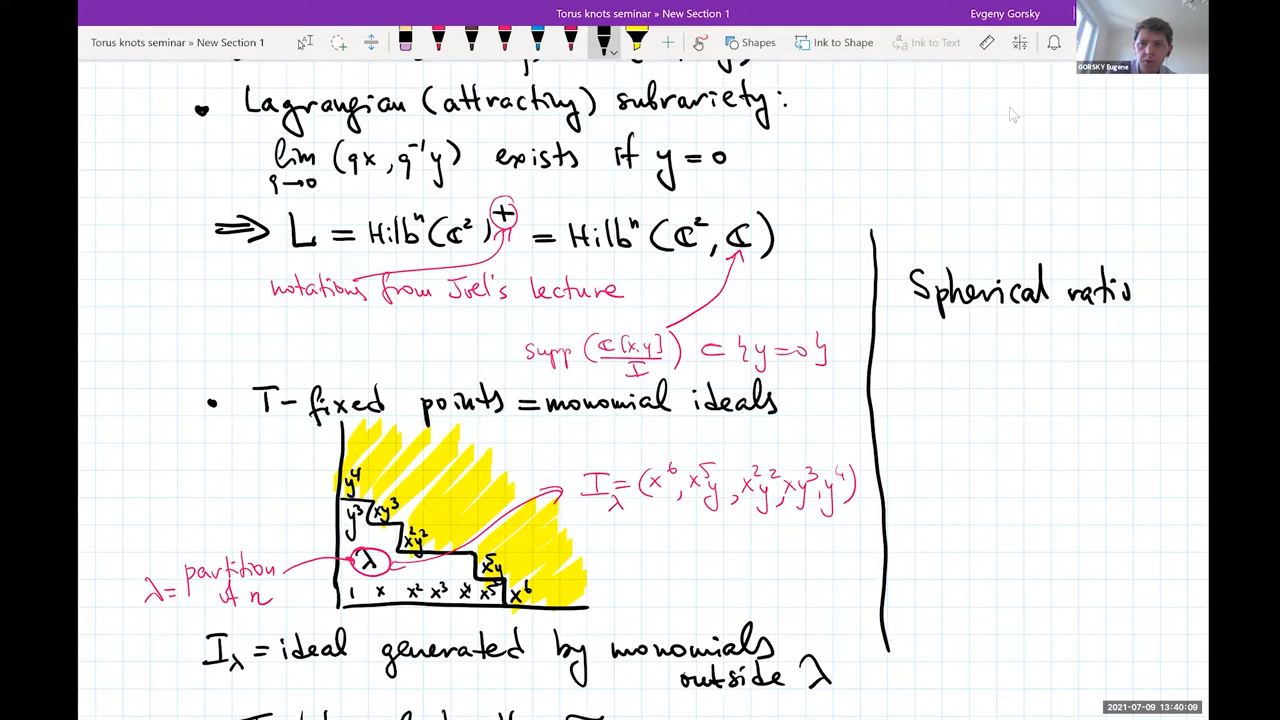 Torus knots seminar » New Section 1
Evgeny Gorsky
Torus knots seminar » New Section 1
Shapes
Ink to Shape
Ink to Text
GORSKY Eugene
• Lagrangian (attracting) subvariety:
lim (qx, q⁻¹y) exists if y = 0
q→0
⟹ L = Hilbⁿ(ℂ²)⁺ = Hilbⁿ(ℂ², ℂ)
notations from Joel's lecture
Spherical ratio
supp (ℂ[x,y]/I) ⊂ {y=0}
• T-fixed points = monomial ideals
y⁴
I_λ = (x⁶, x⁵y, x²y², xy³, y⁴)
y³ xy³
x²y²
λ
x⁵y
λ = partition
of n
1 x x² x³ x⁴ x⁵ x⁶
I_λ = ideal generated by monomials
outside λ
2021-07-09 13:40:09